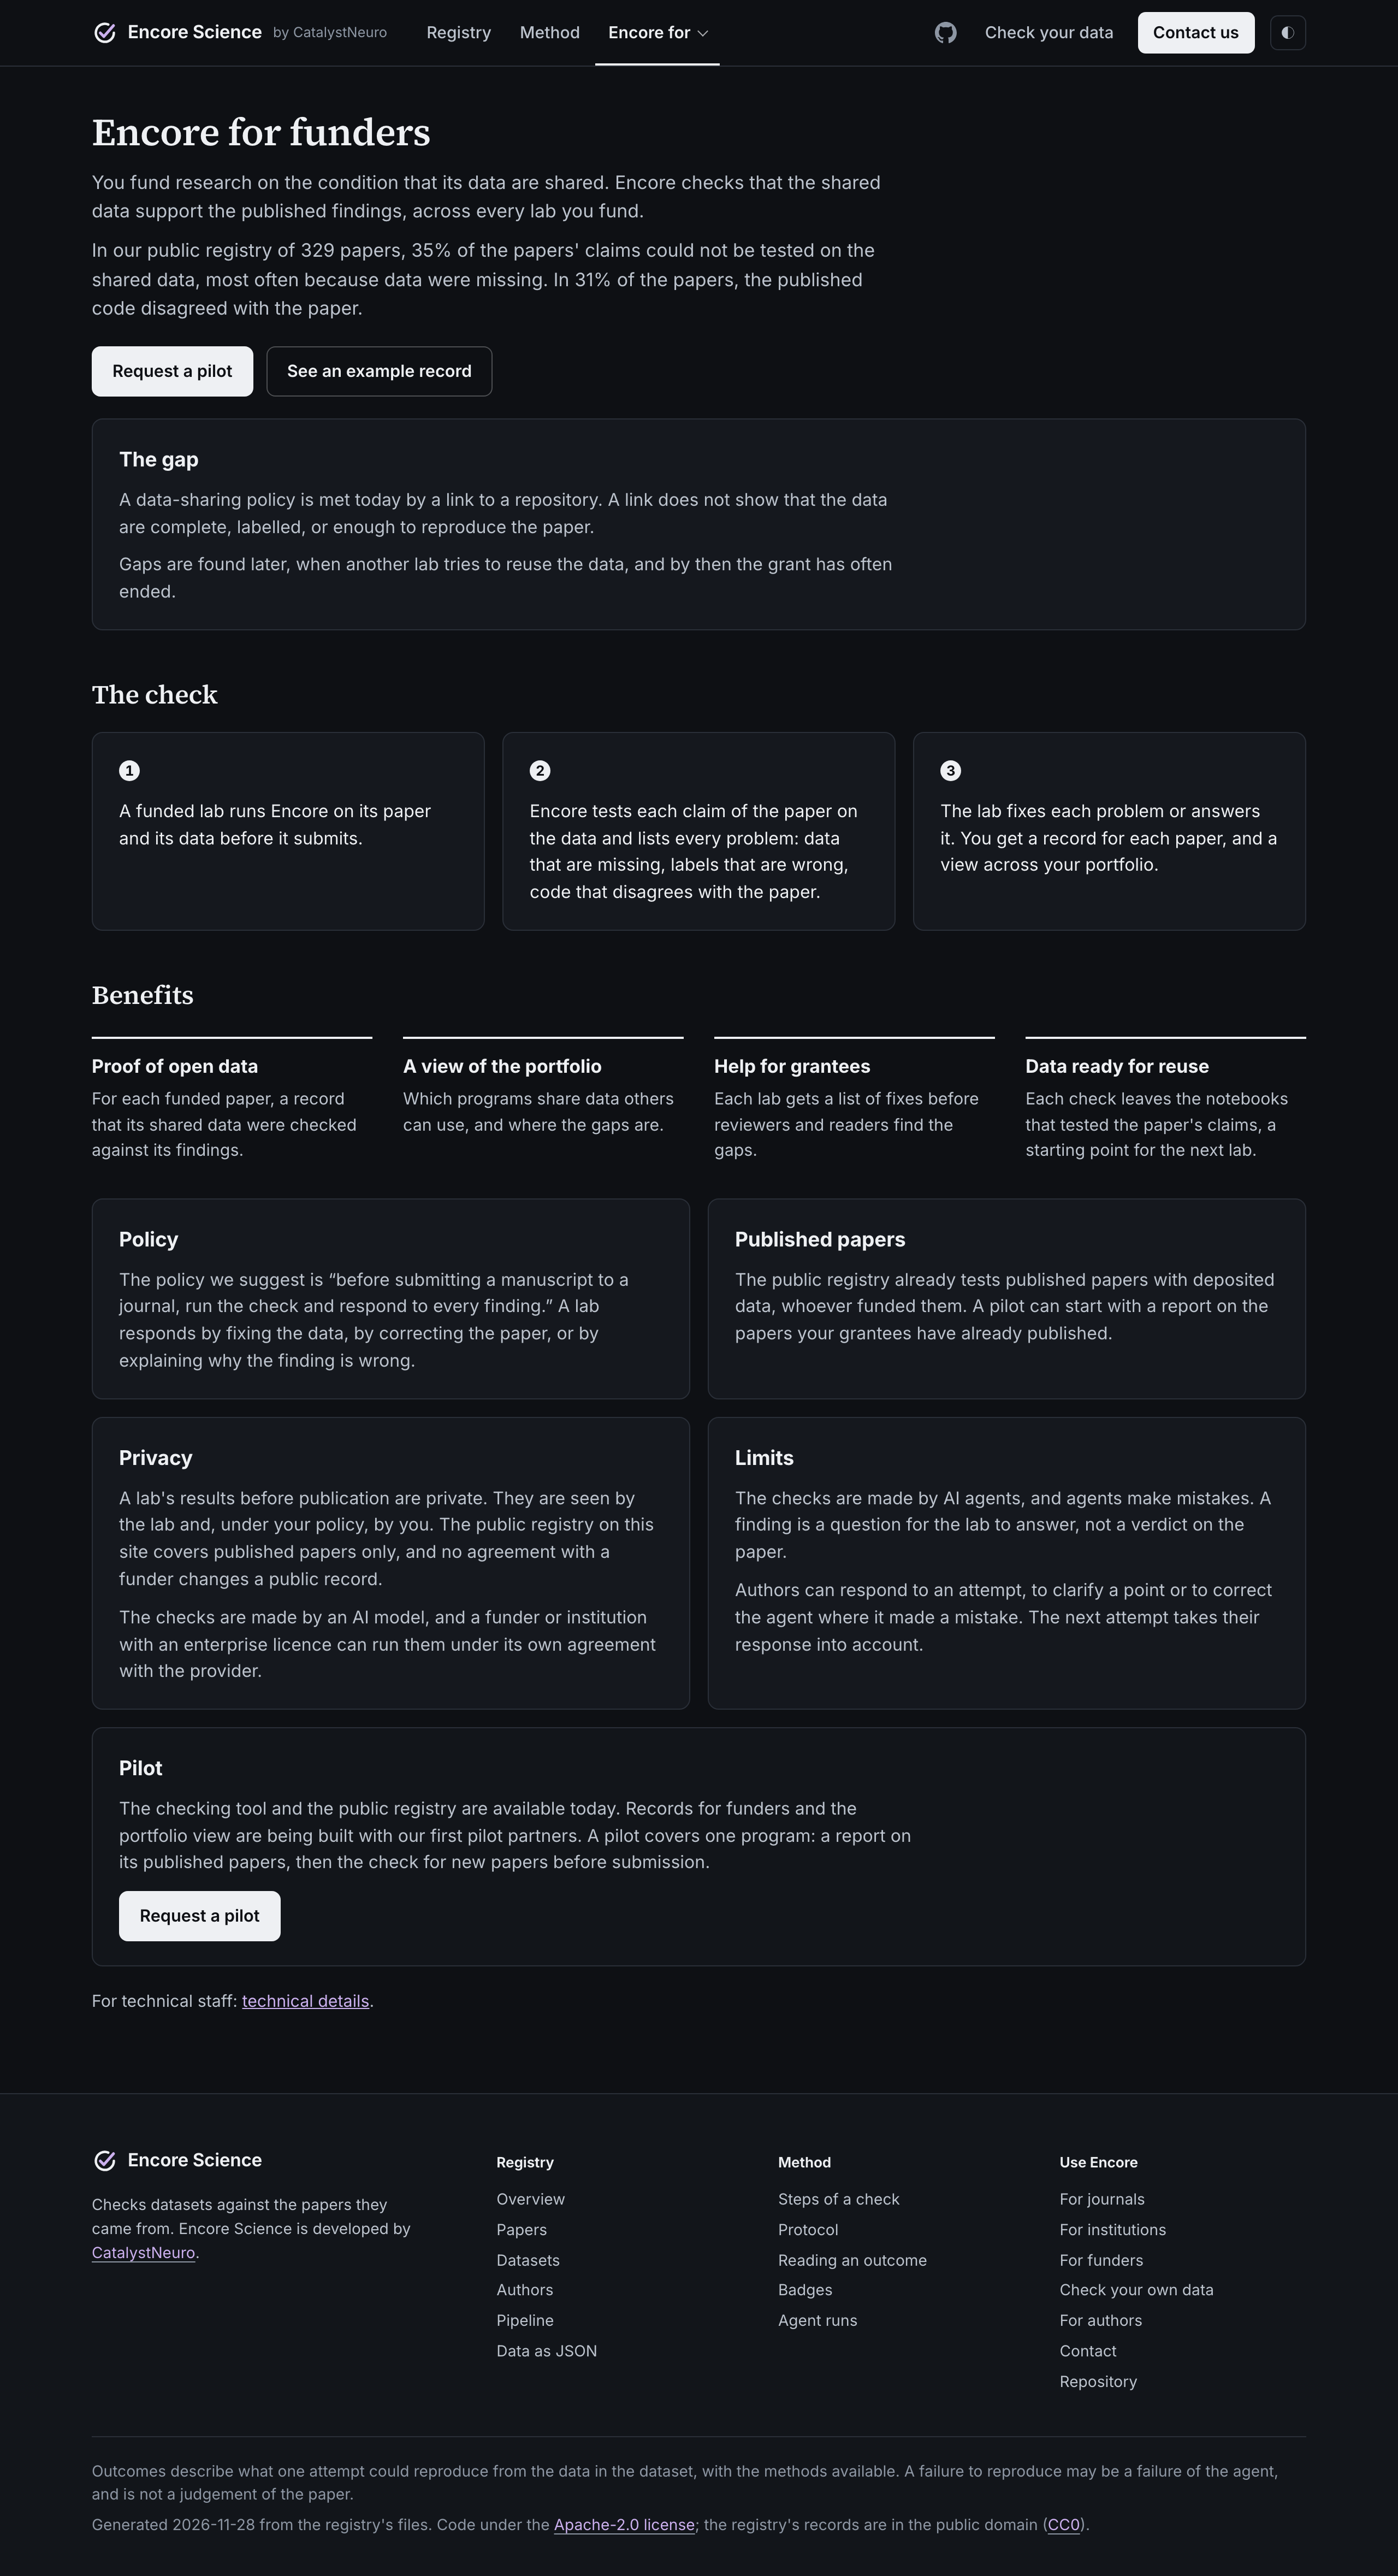 Encore Science by CatalystNeuro Registry Method Encore for Check your data Contact us
Encore for funders
You fund research on the condition that its data are shared. Encore checks that the shared
data support the published findings, across every lab you fund.
In our public registry of 329 papers, 35% of the papers' claims could not be tested on the
shared data, most often because data were missing. In 31% of the papers, the published
code disagreed with the paper.
Request a pilot See an example record
The gap
A data-sharing policy is met today by a link to a repository. A link does not show that the data
are complete, labelled, or enough to reproduce the paper.
Gaps are found later, when another lab tries to reuse the data, and by then the grant has often
ended.
The check
1
A funded lab runs Encore on its paper
and its data before it submits.
2
Encore tests each claim of the paper on
the data and lists every problem: data
that are missing, labels that are wrong,
code that disagrees with the paper.
3
The lab fixes each problem or answers
it. You get a record for each paper, and a
view across your portfolio.
Benefits
Proof of open data
For each funded paper, a record
that its shared data were checked
against its findings.
A view of the portfolio
Which programs share data others
can use, and where the gaps are.
Help for grantees
Each lab gets a list of fixes before
reviewers and readers find the
gaps.
Data ready for reuse
Each check leaves the notebooks
that tested the paper's claims, a
starting point for the next lab.
Policy
The policy we suggest is “before submitting a manuscript to a
journal, run the check and respond to every finding.” A lab
responds by fixing the data, by correcting the paper, or by
explaining why the finding is wrong.
Published papers
The public registry already tests published papers with deposited
data, whoever funded them. A pilot can start with a report on the
papers your grantees have already published.
Privacy
A lab's results before publication are private. They are seen by
the lab and, under your policy, by you. The public registry on this
site covers published papers only, and no agreement with a
funder changes a public record.
The checks are made by an AI model, and a funder or institution
with an enterprise licence can run them under its own agreement
with the provider.
Limits
The checks are made by AI agents, and agents make mistakes. A
finding is a question for the lab to answer, not a verdict on the
paper.
Authors can respond to an attempt, to clarify a point or to correct
the agent where it made a mistake. The next attempt takes their
response into account.
Pilot
The checking tool and the public registry are available today. Records for funders and the
portfolio view are being built with our first pilot partners. A pilot covers one program: a report on
its published papers, then the check for new papers before submission.
Request a pilot
For technical staff: technical details.
Encore Science
Checks datasets against the papers they
came from. Encore Science is developed by
CatalystNeuro.
Registry
Overview
Papers
Datasets
Authors
Pipeline
Data as JSON
Method
Steps of a check
Protocol
Reading an outcome
Badges
Agent runs
Use Encore
For journals
For institutions
For funders
Check your own data
For authors
Contact
Repository
Outcomes describe what one attempt could reproduce from the data in the dataset, with the methods available. A failure to reproduce may be a failure of the agent,
and is not a judgement of the paper.
Generated 2026-11-28 from the registry's files. Code under the Apache-2.0 license; the registry's records are in the public domain (CC0).